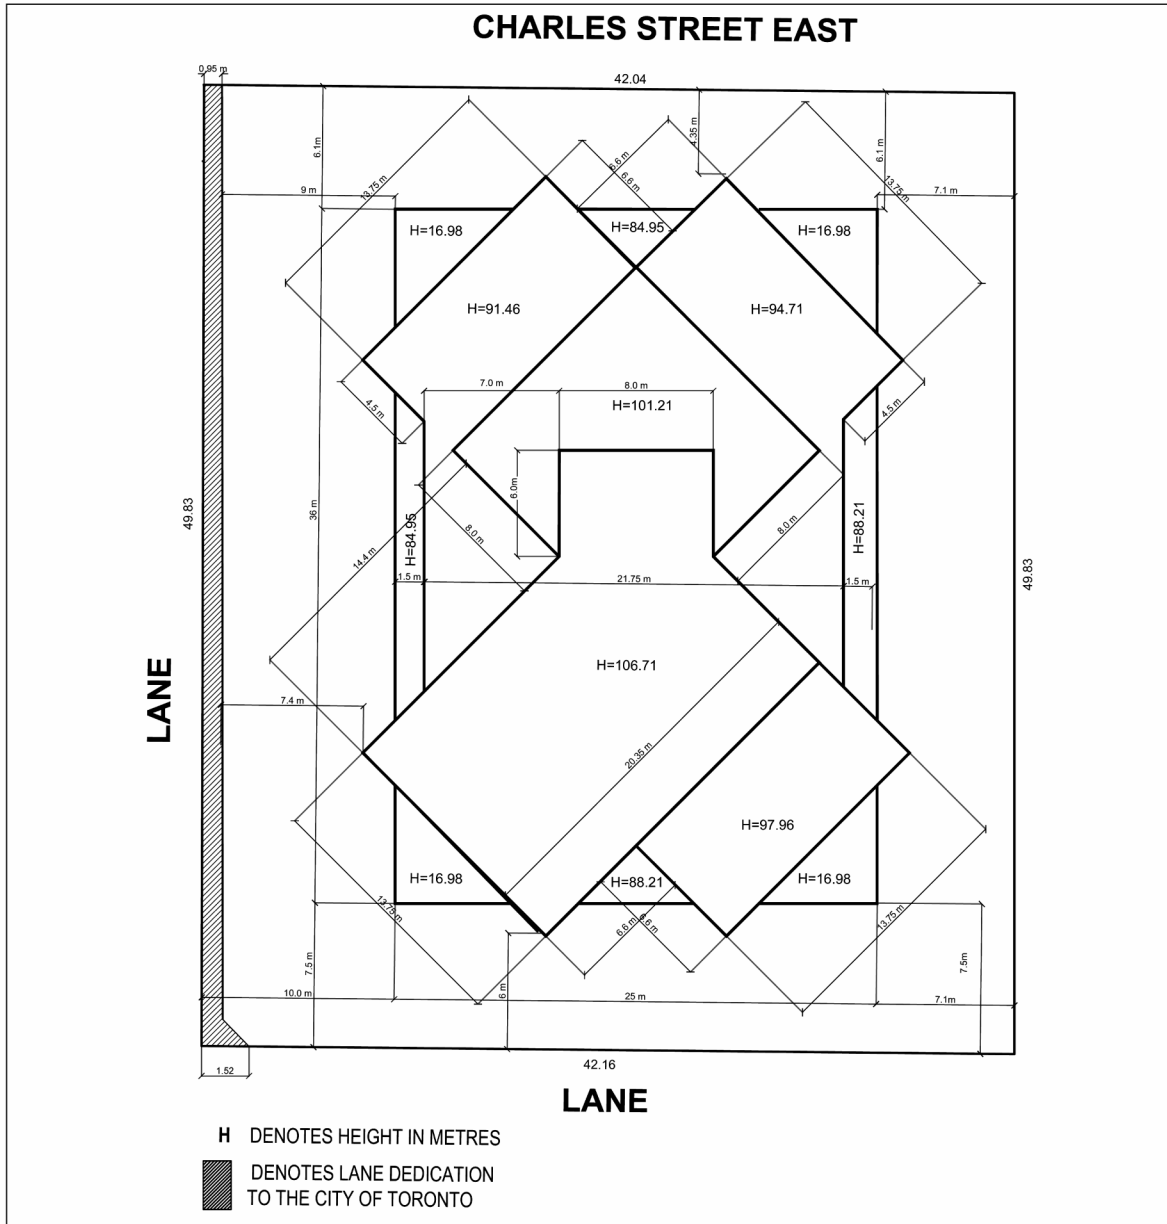 CHARLES STREET EAST
0.95 m
42.04
6.1m
4.35 m
6.1 m
6.6 m
6.6 m
9 m
13.75 m
13.75 m
7.1 m
H=16.98
H=84.95
H=16.98
H=91.46
H=94.71
7.0 m
8.0 m
4.5 m
H=101.21
4.5 m
49.83
36 m
H=84.95
6.0m
8.0 m
8.0 m
H=88.21
14.4 m
1.5 m
21.75 m
1.5 m
49.83
H=106.71
LANE
7.4 m
20.35 m
H=97.96
H=16.98
H=88.21
H=16.98
13.75 m
6.6 m
6.6 m
13.75 m
7.5 m
6 m
7.5m
10.0 m
25 m
7.1m
1.52
42.16
LANE
H DENOTES HEIGHT IN METRES
DENOTES LANE DEDICATION
TO THE CITY OF TORONTO